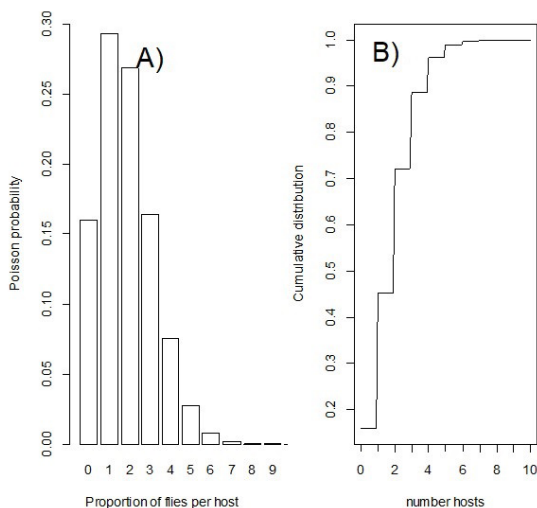 A)
Poisson probability
0.30
0.25
0.20
0.15
0.10
0.05
0.00
0 1 2 3 4 5 6 7 8 9
Proportion of flies per host
B)
Cumulative distribution
1.0
0.9
0.8
0.7
0.6
0.5
0.4
0.3
0.2
0 2 4 6 8 10
number hosts